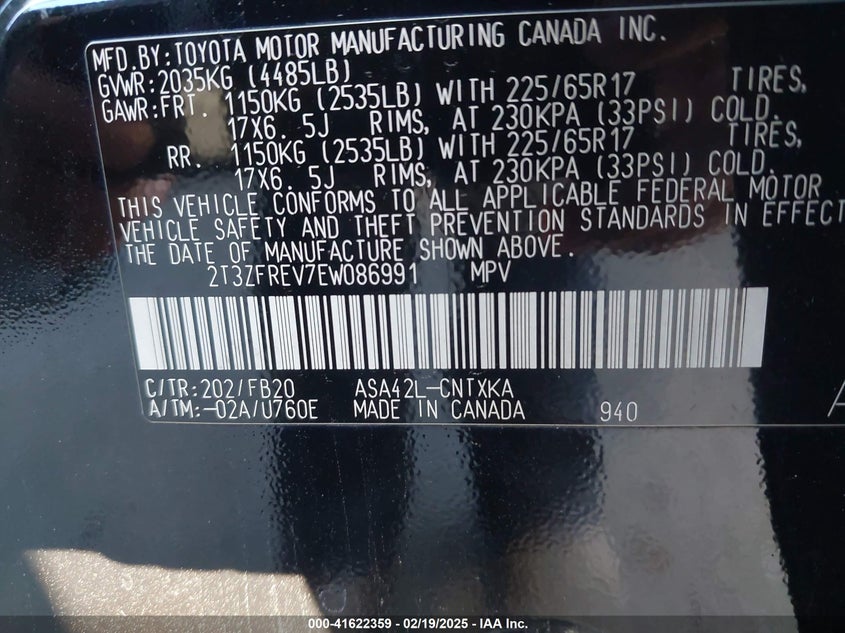 MFD.BY:TOYOTA MOTOR MANUFACTURING CANADA INC.
GVWR:2035KG (4485LB)
GAWR:FRT. 1150KG (2535LB) WITH 225/65R17 TIRES,
17X6. 5J RIMS, AT 230KPA (33PSI) COLD.
RR. 1150KG (2535LB) WITH 225/65R17 TIRES,
17X6. 5J RIMS, AT 230KPA (33PSI) COLD.
THIS VEHICLE CONFORMS TO ALL APPLICABLE FEDERAL MOTOR
VEHICLE SAFETY AND THEFT PREVENTION STANDARDS IN EFFECT
THE DATE OF MANUFACTURE SHOWN ABOVE.
2T3ZFREV7EW086991 MPV
C/TR:202/FB20 ASA42L-CNTXKA
A/TM:-02A/U760E MADE IN CANADA 940
000-41622359 - 02/19/2025 - IAA Inc.